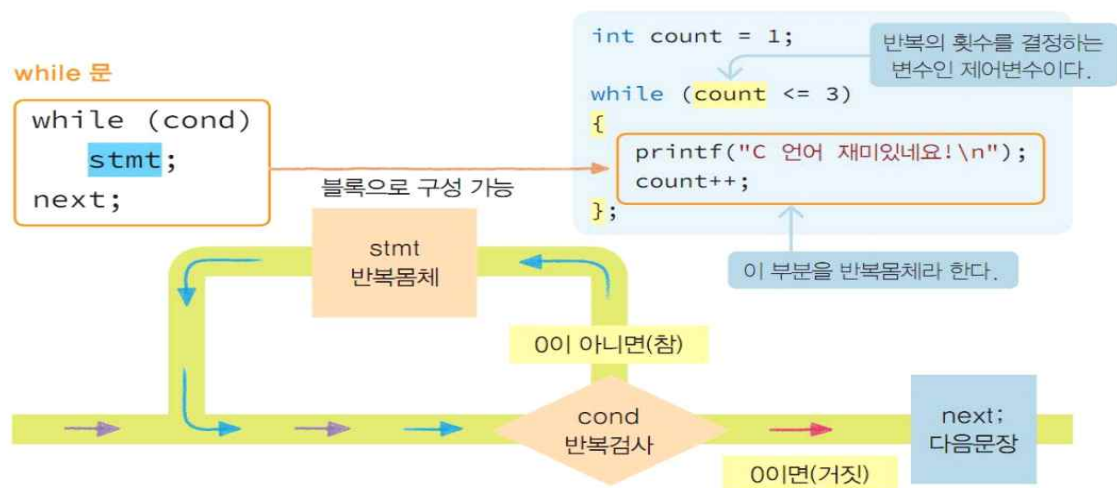 while 문
while (cond)
stmt;
next;
블록으로 구성 가능
int count = 1;
while (count <= 3)
{
printf("C 언어 재미있네요!\n");
count++;
};
반복의 횟수를 결정하는
변수인 제어변수이다.
이 부분을 반복몸체라 한다.
stmt
반복몸체
0이 아니면(참)
cond
반복검사
0이면(거짓)
next;
다음문장